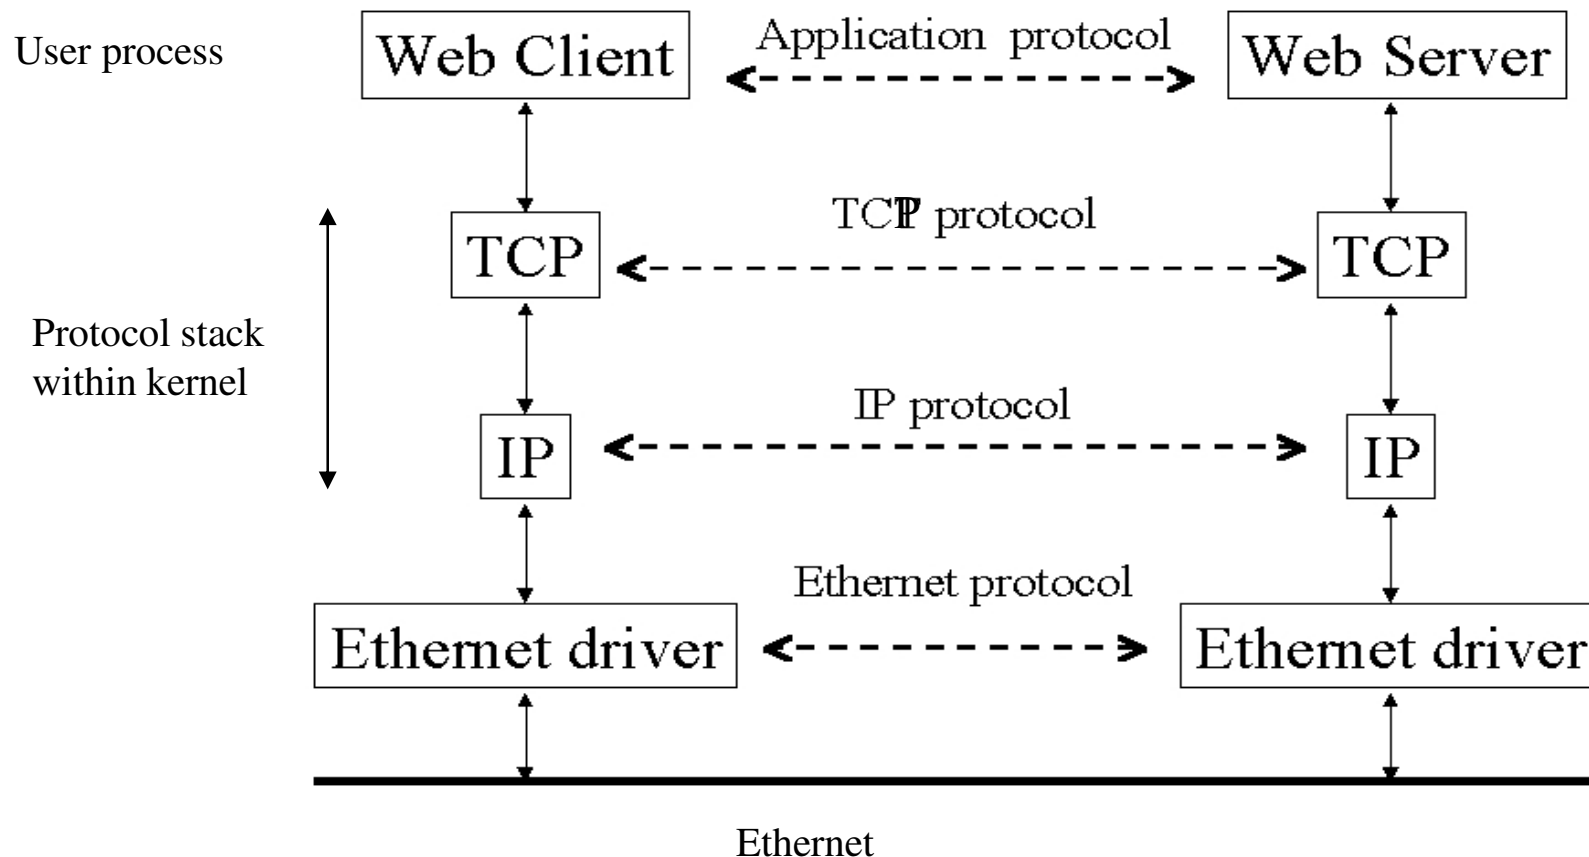 User process
Web Client
Application protocol
Web Server
TCP
TCP protocol
TCP
Protocol stack
within kernel
IP
IP protocol
IP
Ethernet driver
Ethernet protocol
Ethernet driver
Ethernet